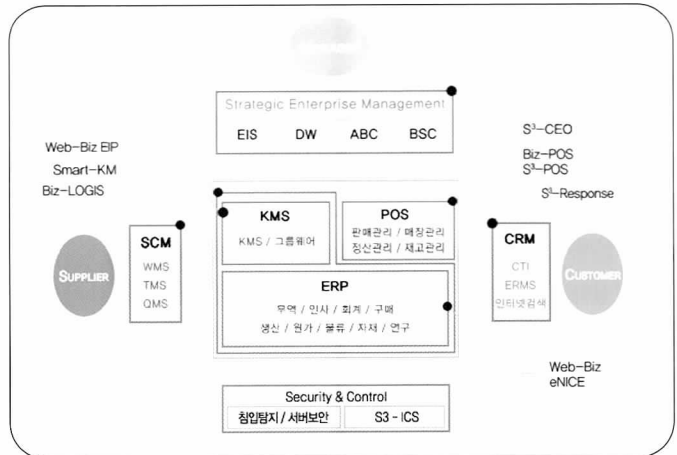 Strategic Enterprise Management
EIS DW ABC BSC
Web-Biz EIP
Smart-KM
Biz-LOGIS
S³-CEO
Biz-POS
S³-POS
S³-Response
KMS
KMS / 그룹웨어
POS
판매관리 / 매장관리
정산관리 / 재고관리
SUPPLIER
SCM
WMS
TMS
QMS
ERP
무역 / 인사 / 회계 / 구매
생산 / 원가 / 물류 / 자재 / 연구
CRM
CTI
ERMS
인터넷검색
CUSTOMER
Web-Biz
eNICE
Security & Control
침입탐지 / 서버보안
S3 - ICS